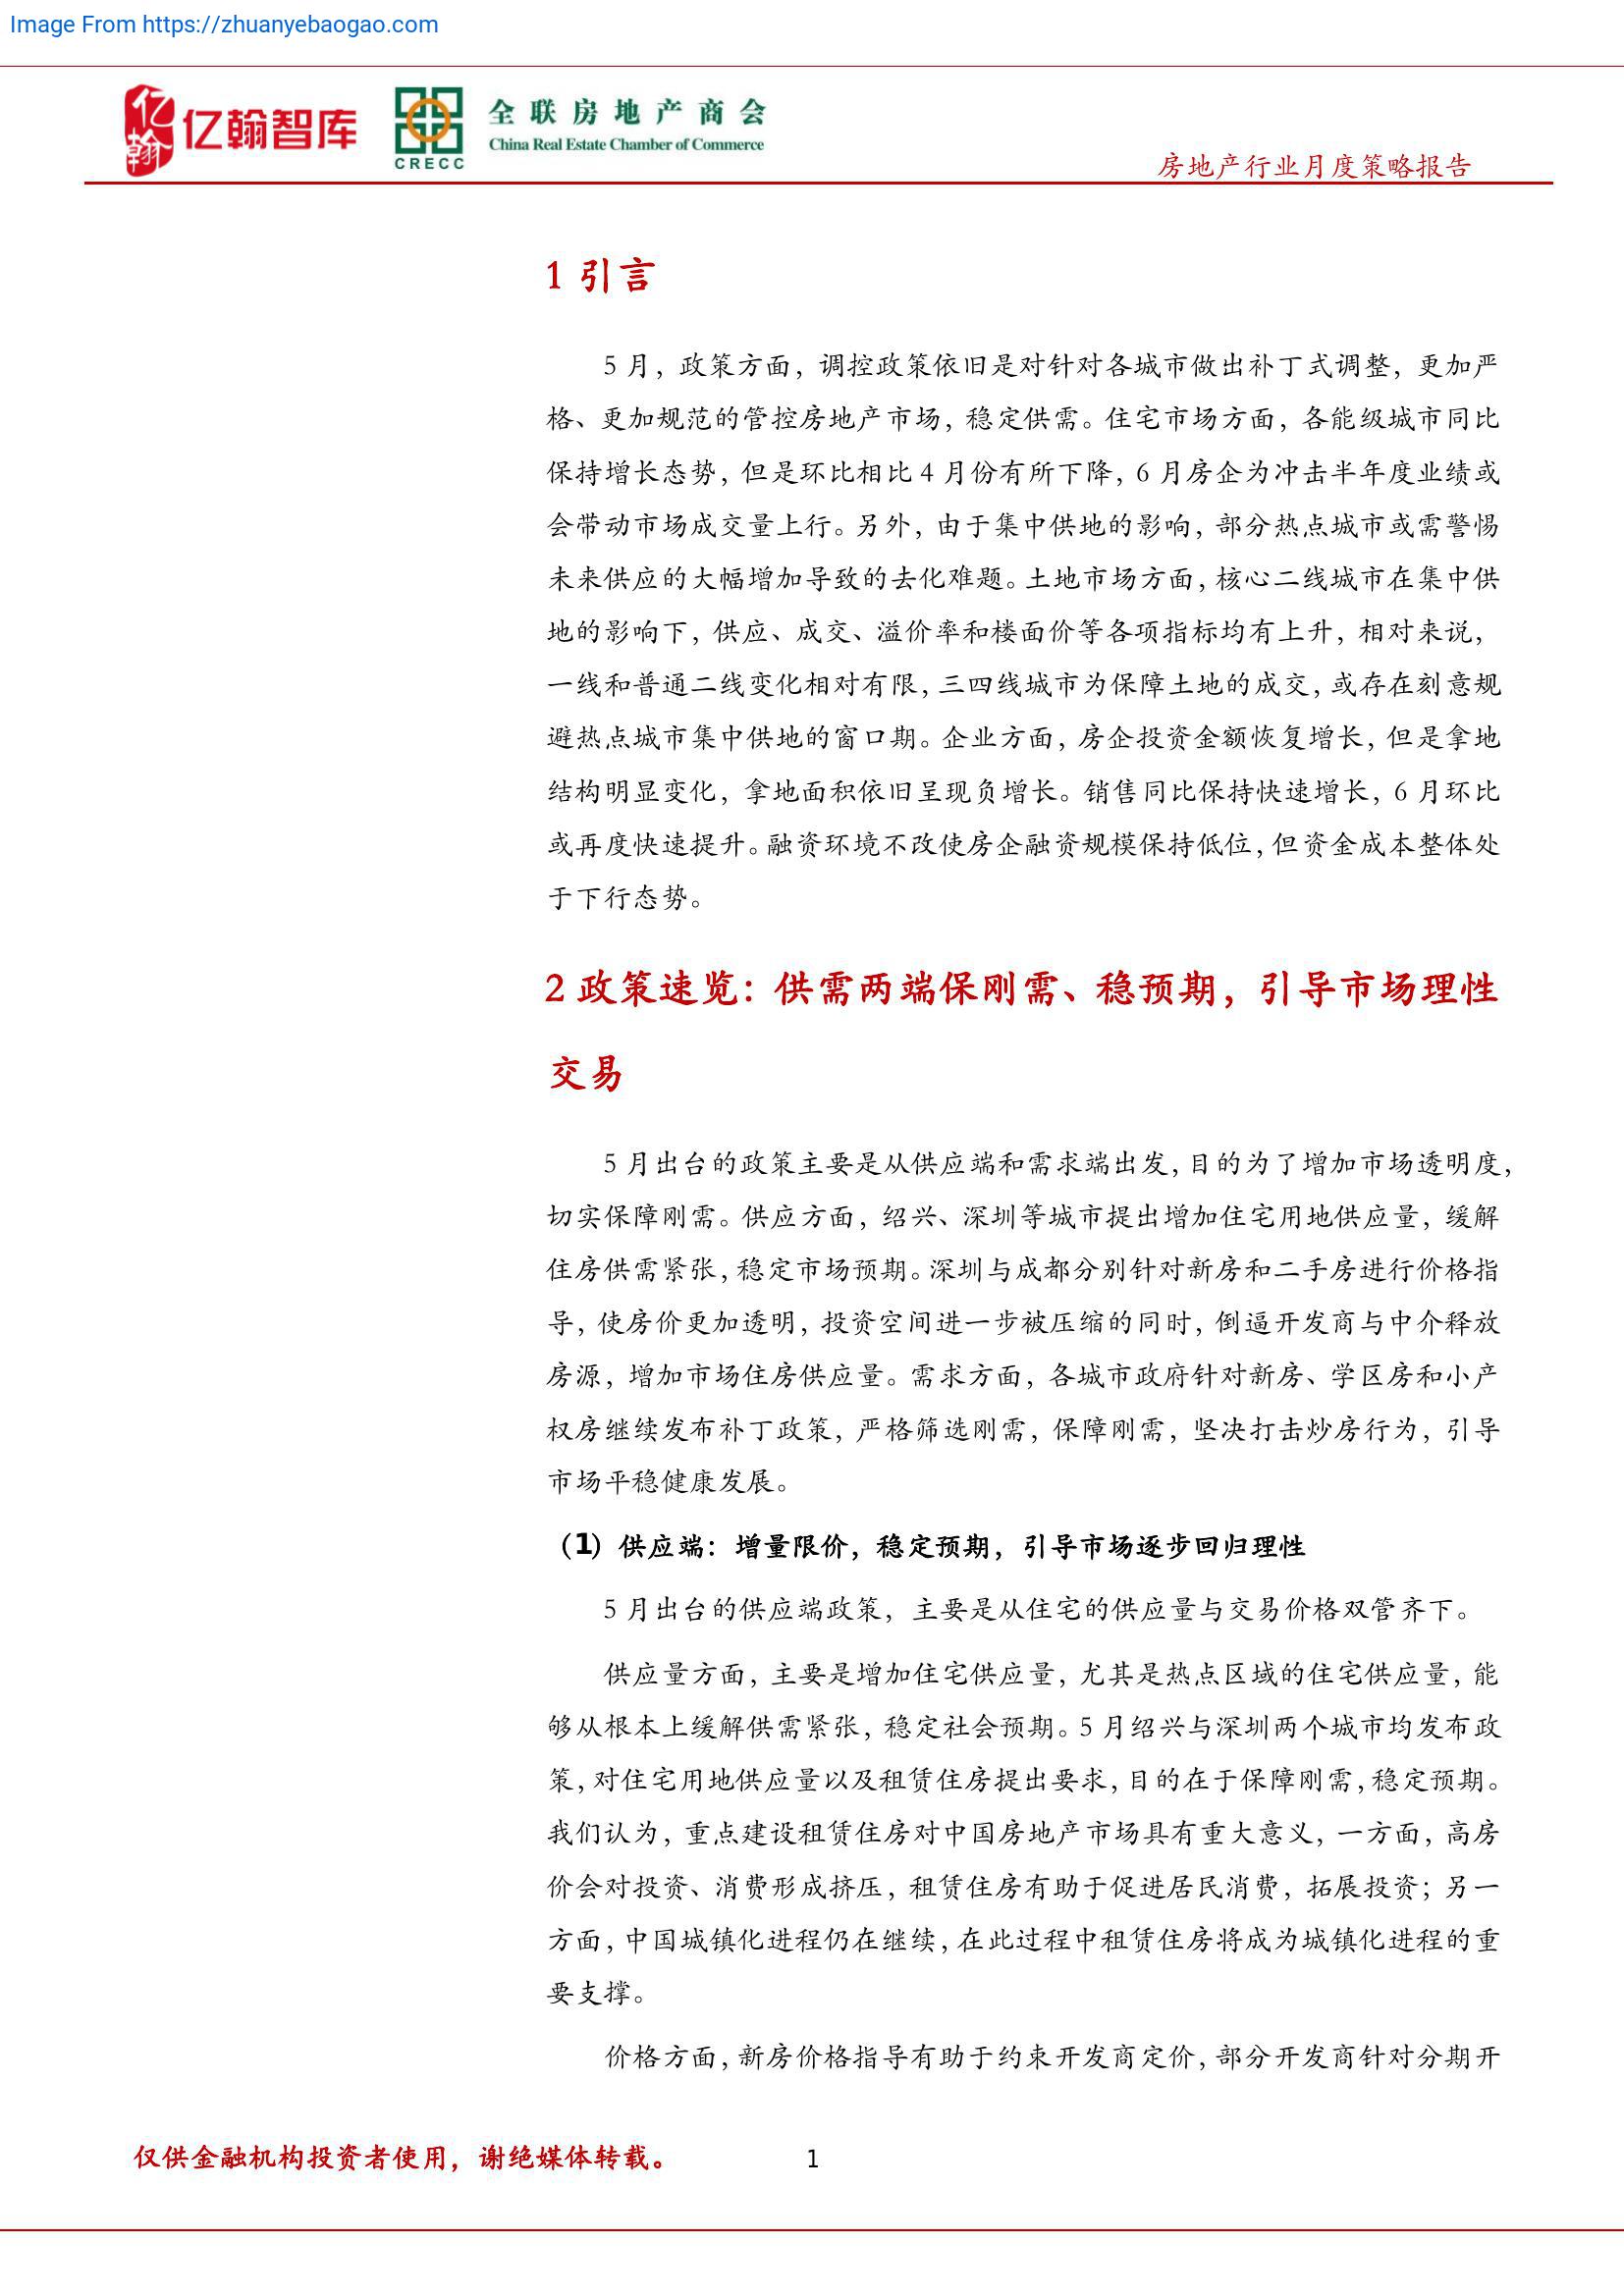 Image From https://zhuanyebaogao.com
亿翰
亿翰智库
CRECC
全联房地产商会
China Real Estate Chamber of Commerce
房地产行业月度策略报告
1 引言
5 月，政策方面，调控政策依旧是对针对各城市做出补丁式调整，更加严
格、更加规范的管控房地产市场，稳定供需。住宅市场方面，各能级城市同比
保持增长态势，但是环比相比 4 月份有所下降，6 月房企为冲击半年度业绩或
会带动市场成交量上行。另外，由于集中供地的影响，部分热点城市或需警惕
未来供应的大幅增加导致的去化难题。土地市场方面，核心二线城市在集中供
地的影响下，供应、成交、溢价率和楼面价等各项指标均有上升，相对来说，
一线和普通二线变化相对有限，三四线城市为保障土地的成交，或存在刻意规
避热点城市集中供地的窗口期。企业方面，房企投资金额恢复增长，但是拿地
结构明显变化，拿地面积依旧呈现负增长。销售同比保持快速增长，6 月环比
或再度快速提升。融资环境不改使房企融资规模保持低位，但资金成本整体处
于下行态势。
2 政策速览：供需两端保刚需、稳预期，引导市场理性
交易
5 月出台的政策主要是从供应端和需求端出发，目的为了增加市场透明度，
切实保障刚需。供应方面，绍兴、深圳等城市提出增加住宅用地供应量，缓解
住房供需紧张，稳定市场预期。深圳与成都分别针对新房和二手房进行价格指
导，使房价更加透明，投资空间进一步被压缩的同时，倒逼开发商与中介释放
房源，增加市场住房供应量。需求方面，各城市政府针对新房、学区房和小产
权房继续发布补丁政策，严格筛选刚需，保障刚需，坚决打击炒房行为，引导
市场平稳健康发展。
（1）供应端：增量限价，稳定预期，引导市场逐步回归理性
5 月出台的供应端政策，主要是从住宅的供应量与交易价格双管齐下。
供应量方面，主要是增加住宅供应量，尤其是热点区域的住宅供应量，能
够从根本上缓解供需紧张，稳定社会预期。5 月绍兴与深圳两个城市均发布政
策，对住宅用地供应量以及租赁住房提出要求，目的在于保障刚需，稳定预期。
我们认为，重点建设租赁住房对中国房地产市场具有重大意义，一方面，高房
价会对投资、消费形成挤压，租赁住房有助于促进居民消费，拓展投资；另一
方面，中国城镇化进程仍在继续，在此过程中租赁住房将成为城镇化进程的重
要支撑。
价格方面，新房价格指导有助于约束开发商定价，部分开发商针对分期开
仅供金融机构投资者使用，谢绝媒体转载。
1